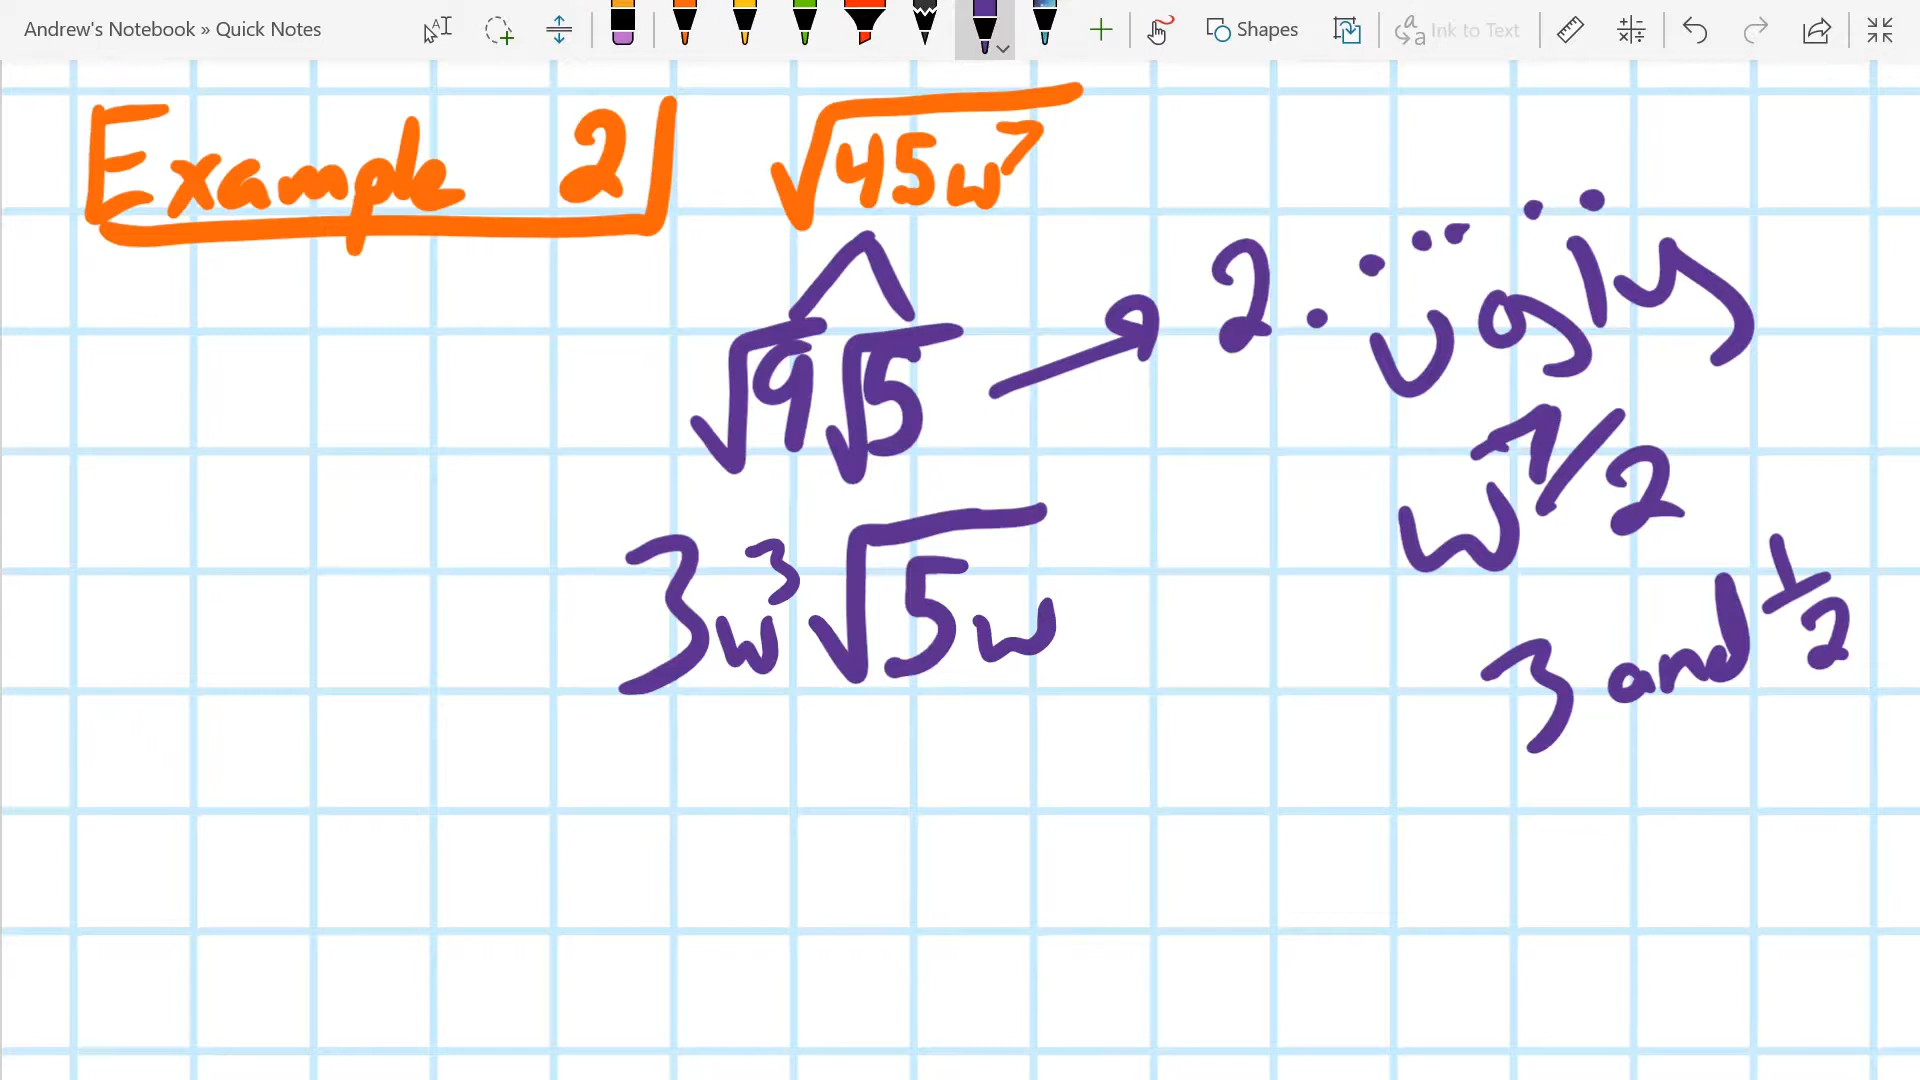 Andrew's Notebook » Quick Notes
Shapes
Ink to Text
Example 2 √45w⁷
√9 √5 → 2. ugly
w^7/2
3w³√5w
3 and 1/2